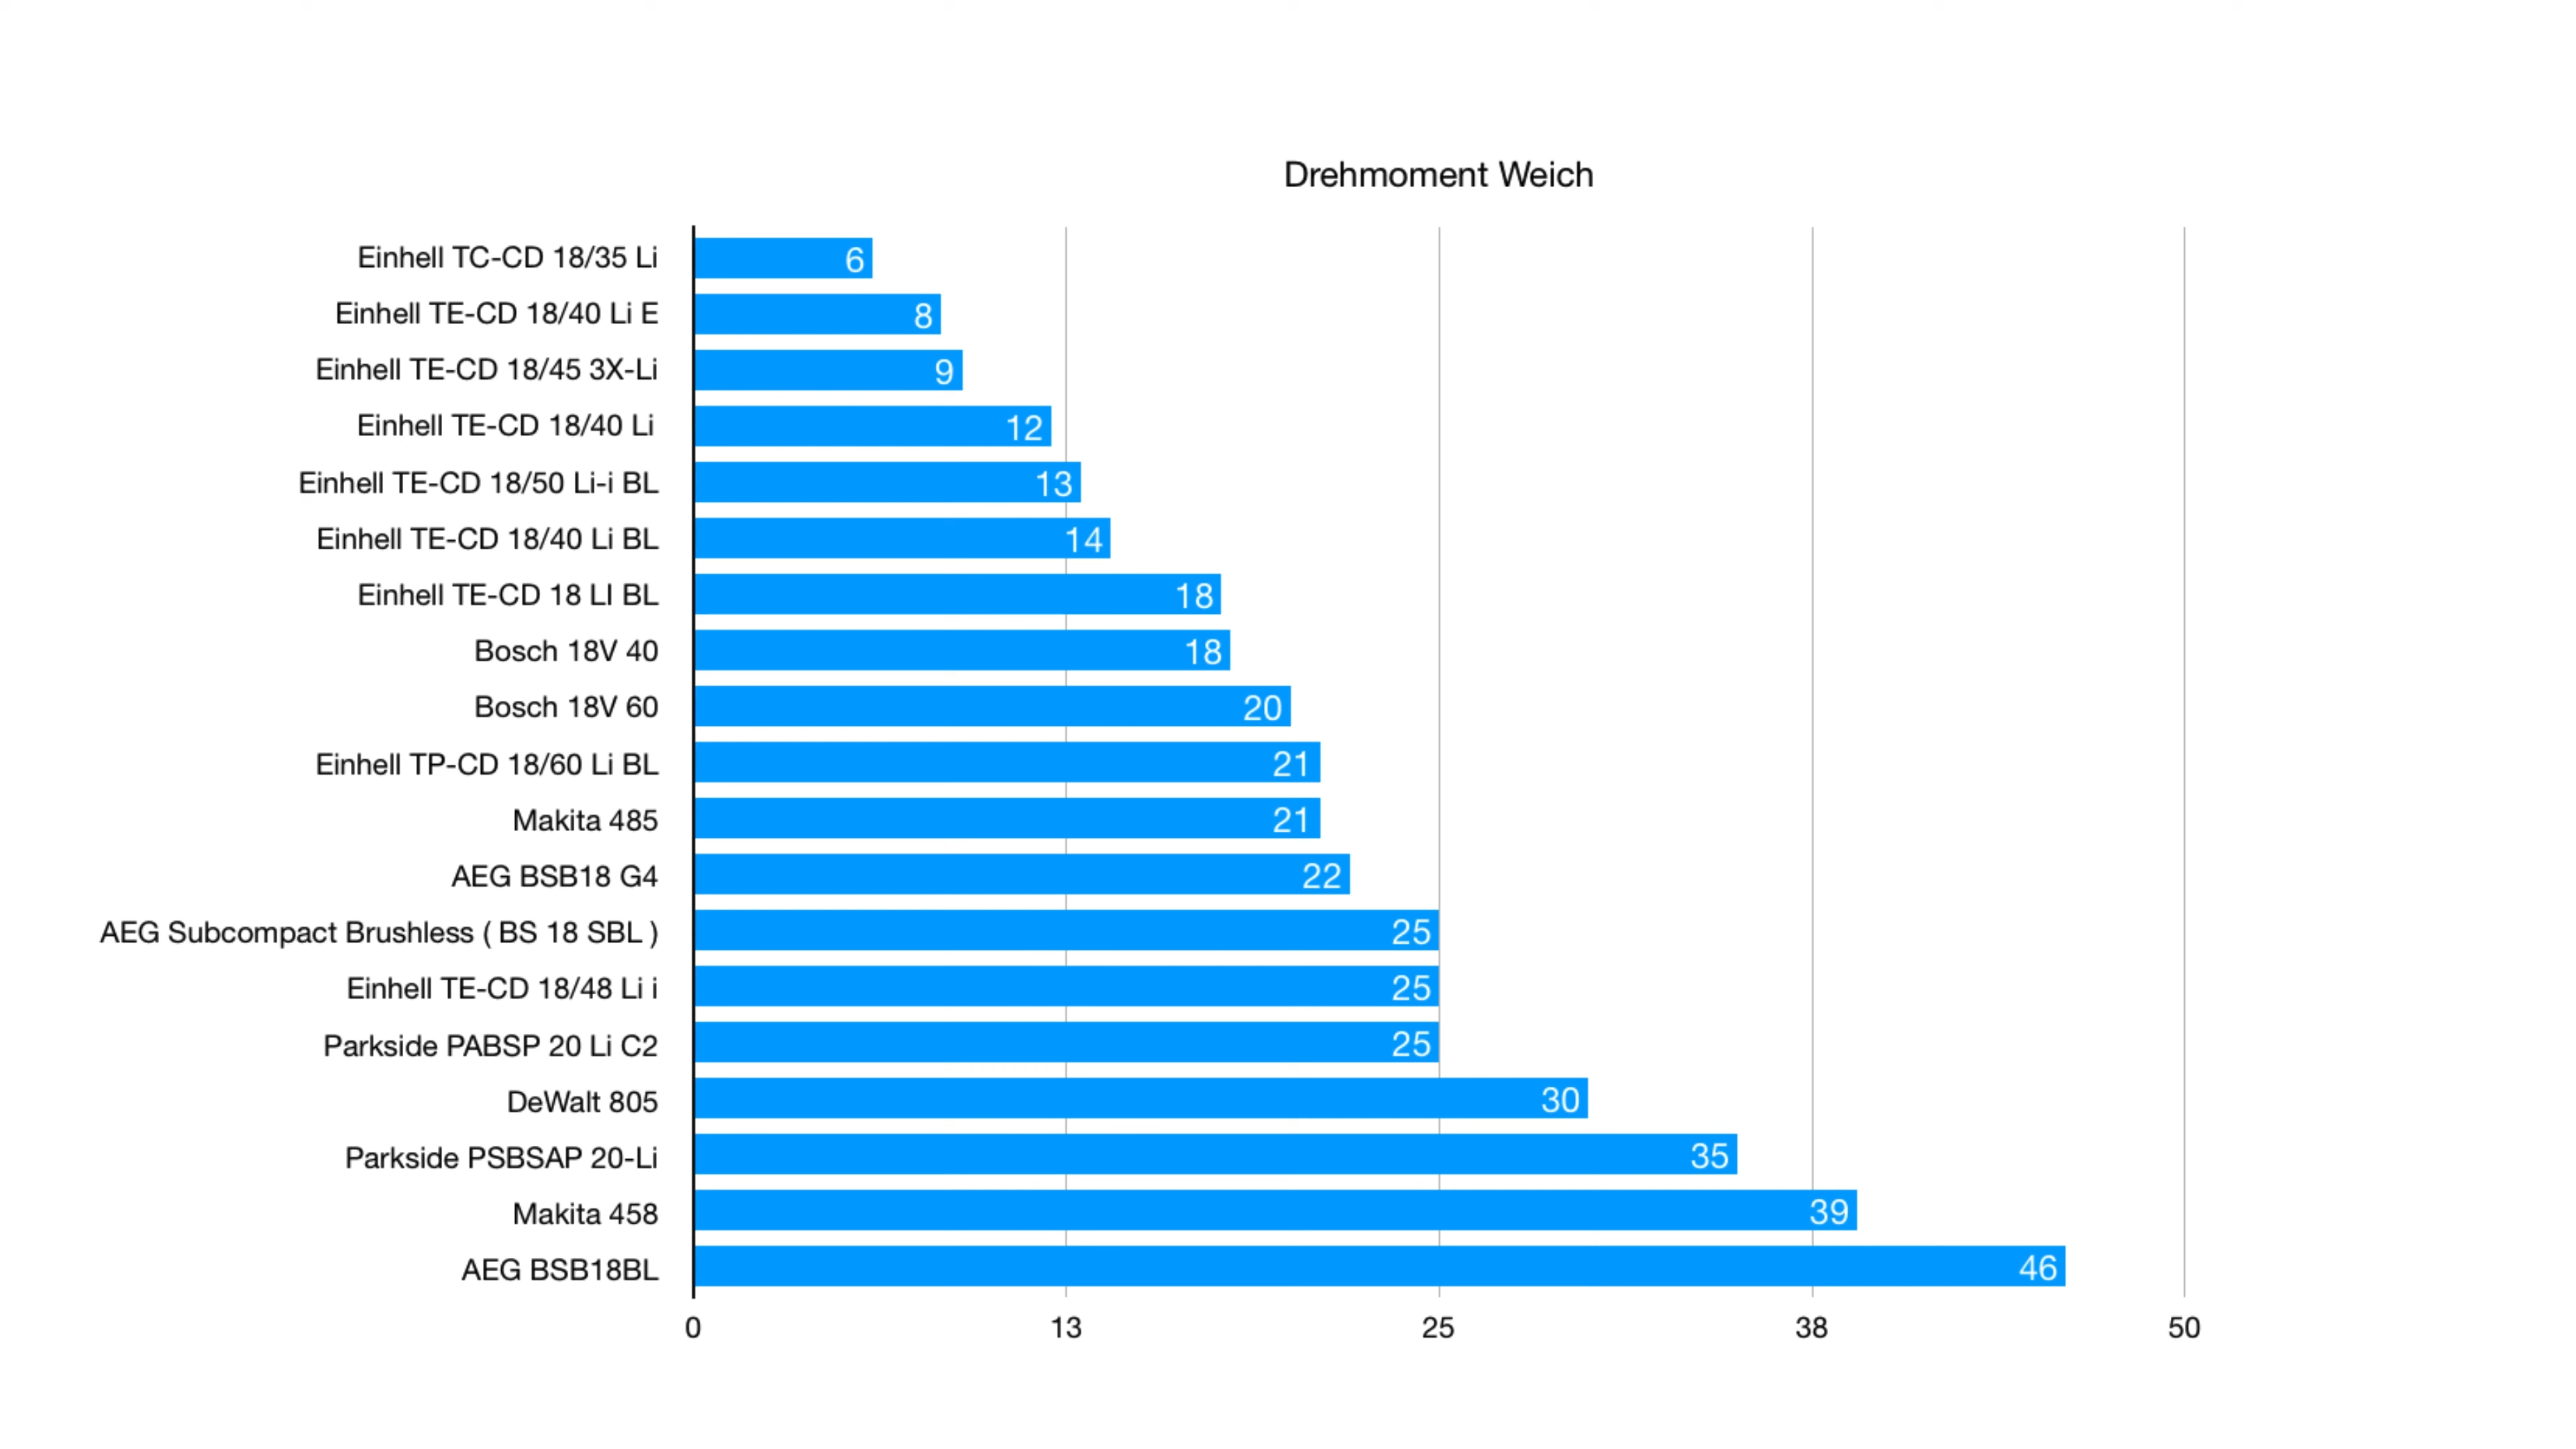 Drehmoment Weich
Einhell TC-CD 18/35 Li 6
Einhell TE-CD 18/40 Li E 8
Einhell TE-CD 18/45 3X-Li 9
Einhell TE-CD 18/40 Li 12
Einhell TE-CD 18/50 Li-i BL 13
Einhell TE-CD 18/40 Li BL 14
Einhell TE-CD 18 LI BL 18
Bosch 18V 40 18
Bosch 18V 60 20
Einhell TP-CD 18/60 Li BL 21
Makita 485 21
AEG BSB18 G4 22
AEG Subcompact Brushless ( BS 18 SBL ) 25
Einhell TE-CD 18/48 Li i 25
Parkside PABSP 20 Li C2 25
DeWalt 805 30
Parkside PSBSAP 20-Li 35
Makita 458 39
AEG BSB18BL 46
0 13 25 38 50